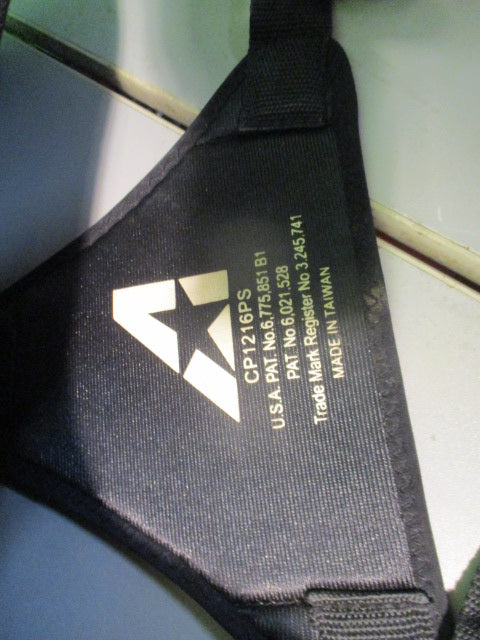 CP1216PS
U.S.A. PAT. No.6,775,851 B1
PAT. No 6,021,528
Trade Mark Register No 3,245,741
MADE IN TAIWAN